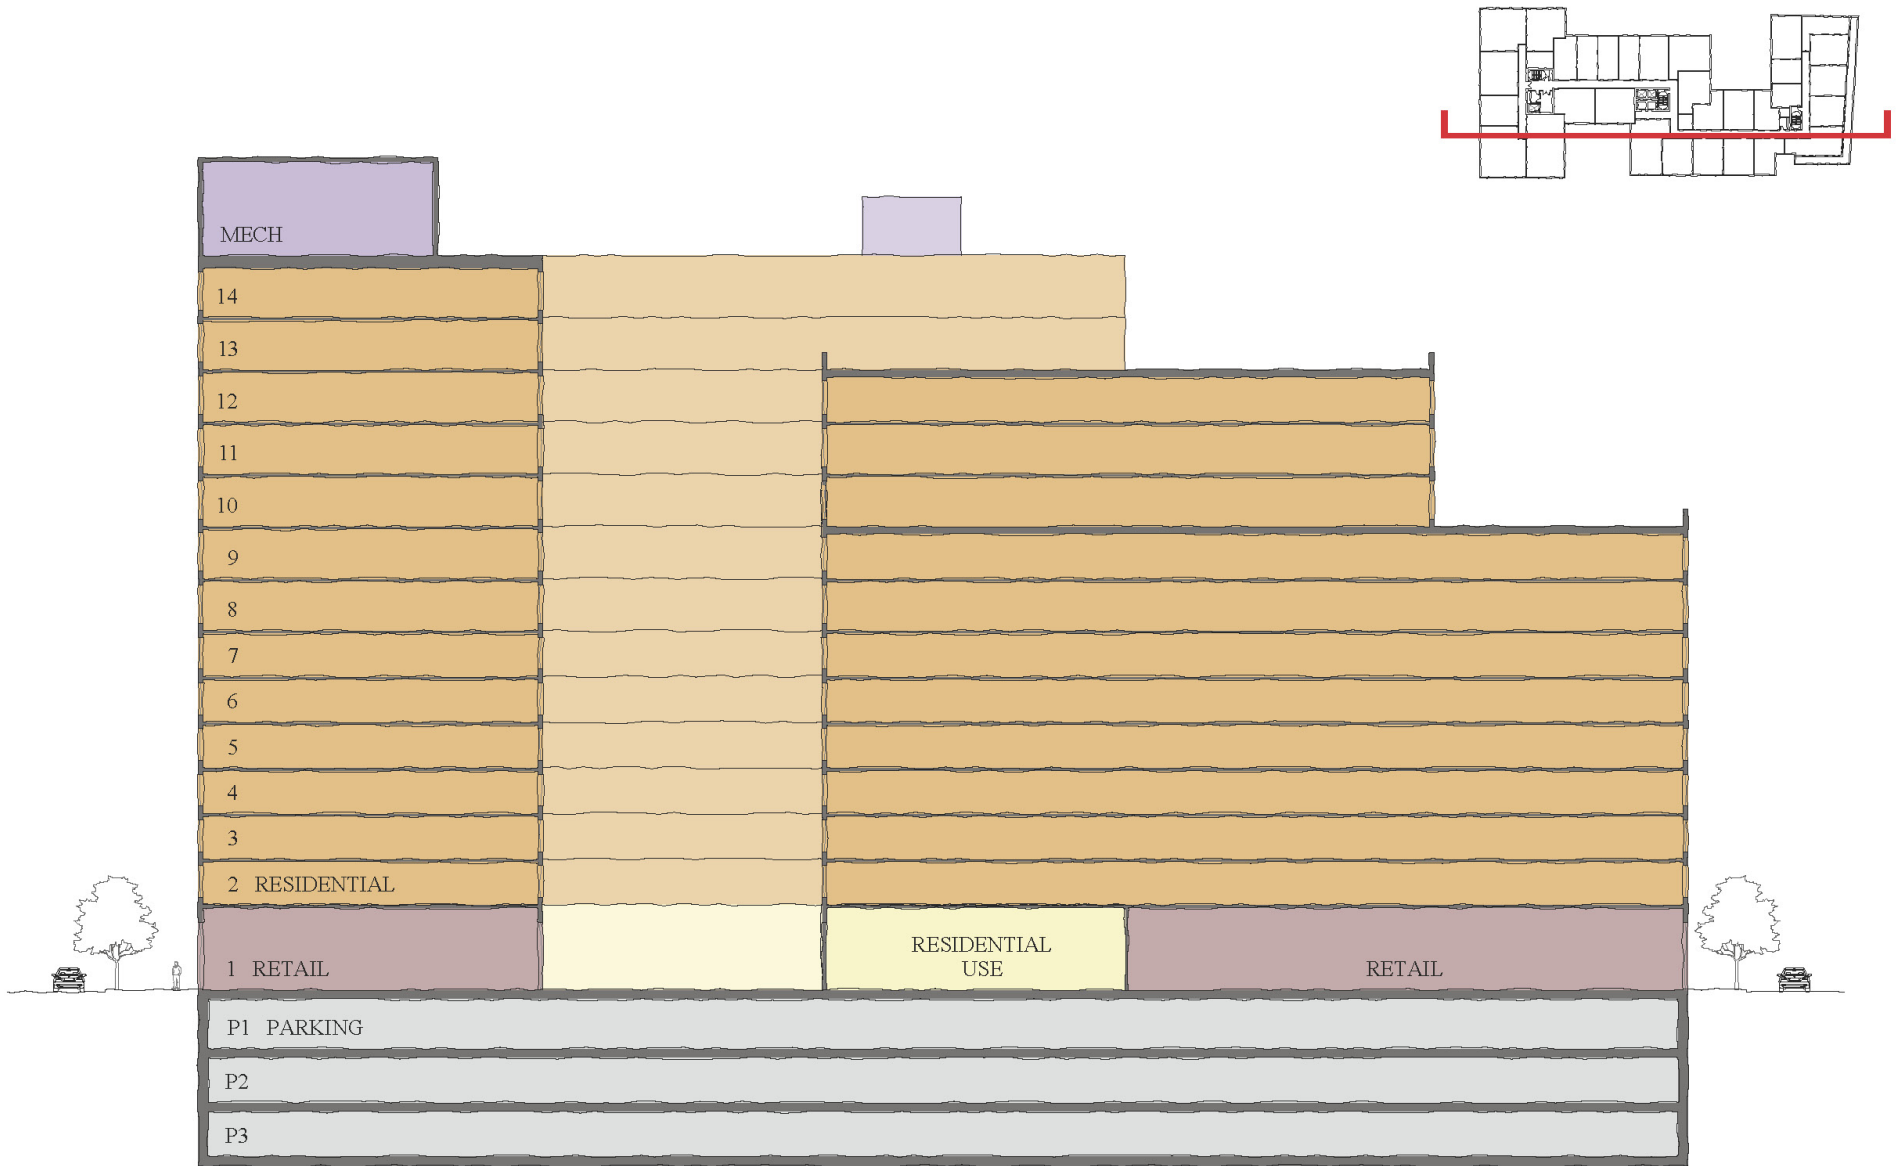 MECH
14
13
12
11
10
9
8
7
6
5
4
3
2 RESIDENTIAL
1 RETAIL
RESIDENTIAL
USE
RETAIL
P1 PARKING
P2
P3